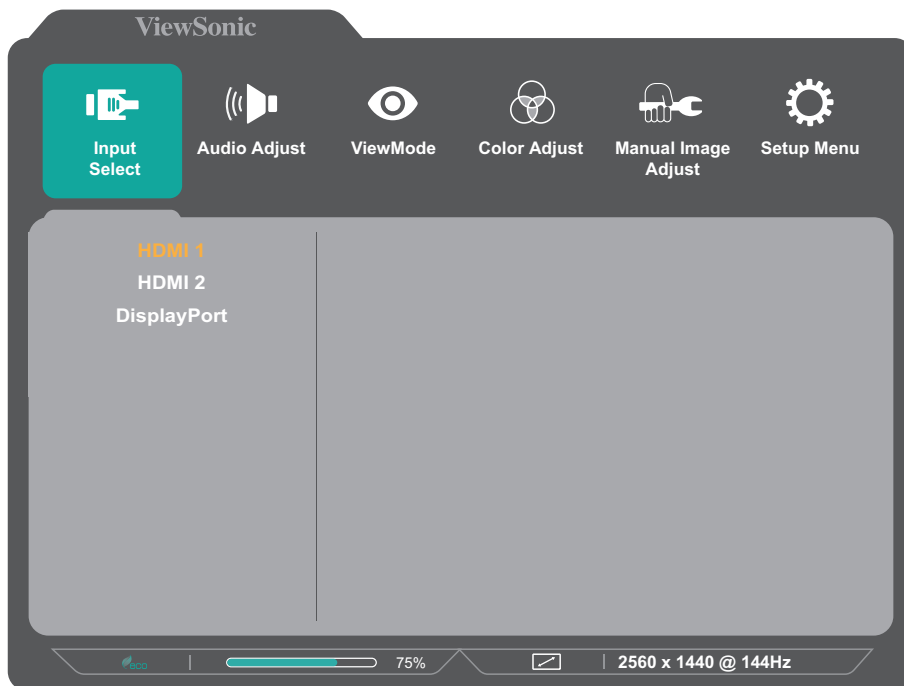 ViewSonic
Input
Select
Audio Adjust
ViewMode
Color Adjust
Manual Image
Adjust
Setup Menu
HDMI 1
HDMI 2
DisplayPort
eco
75%
2560 x 1440 @ 144Hz